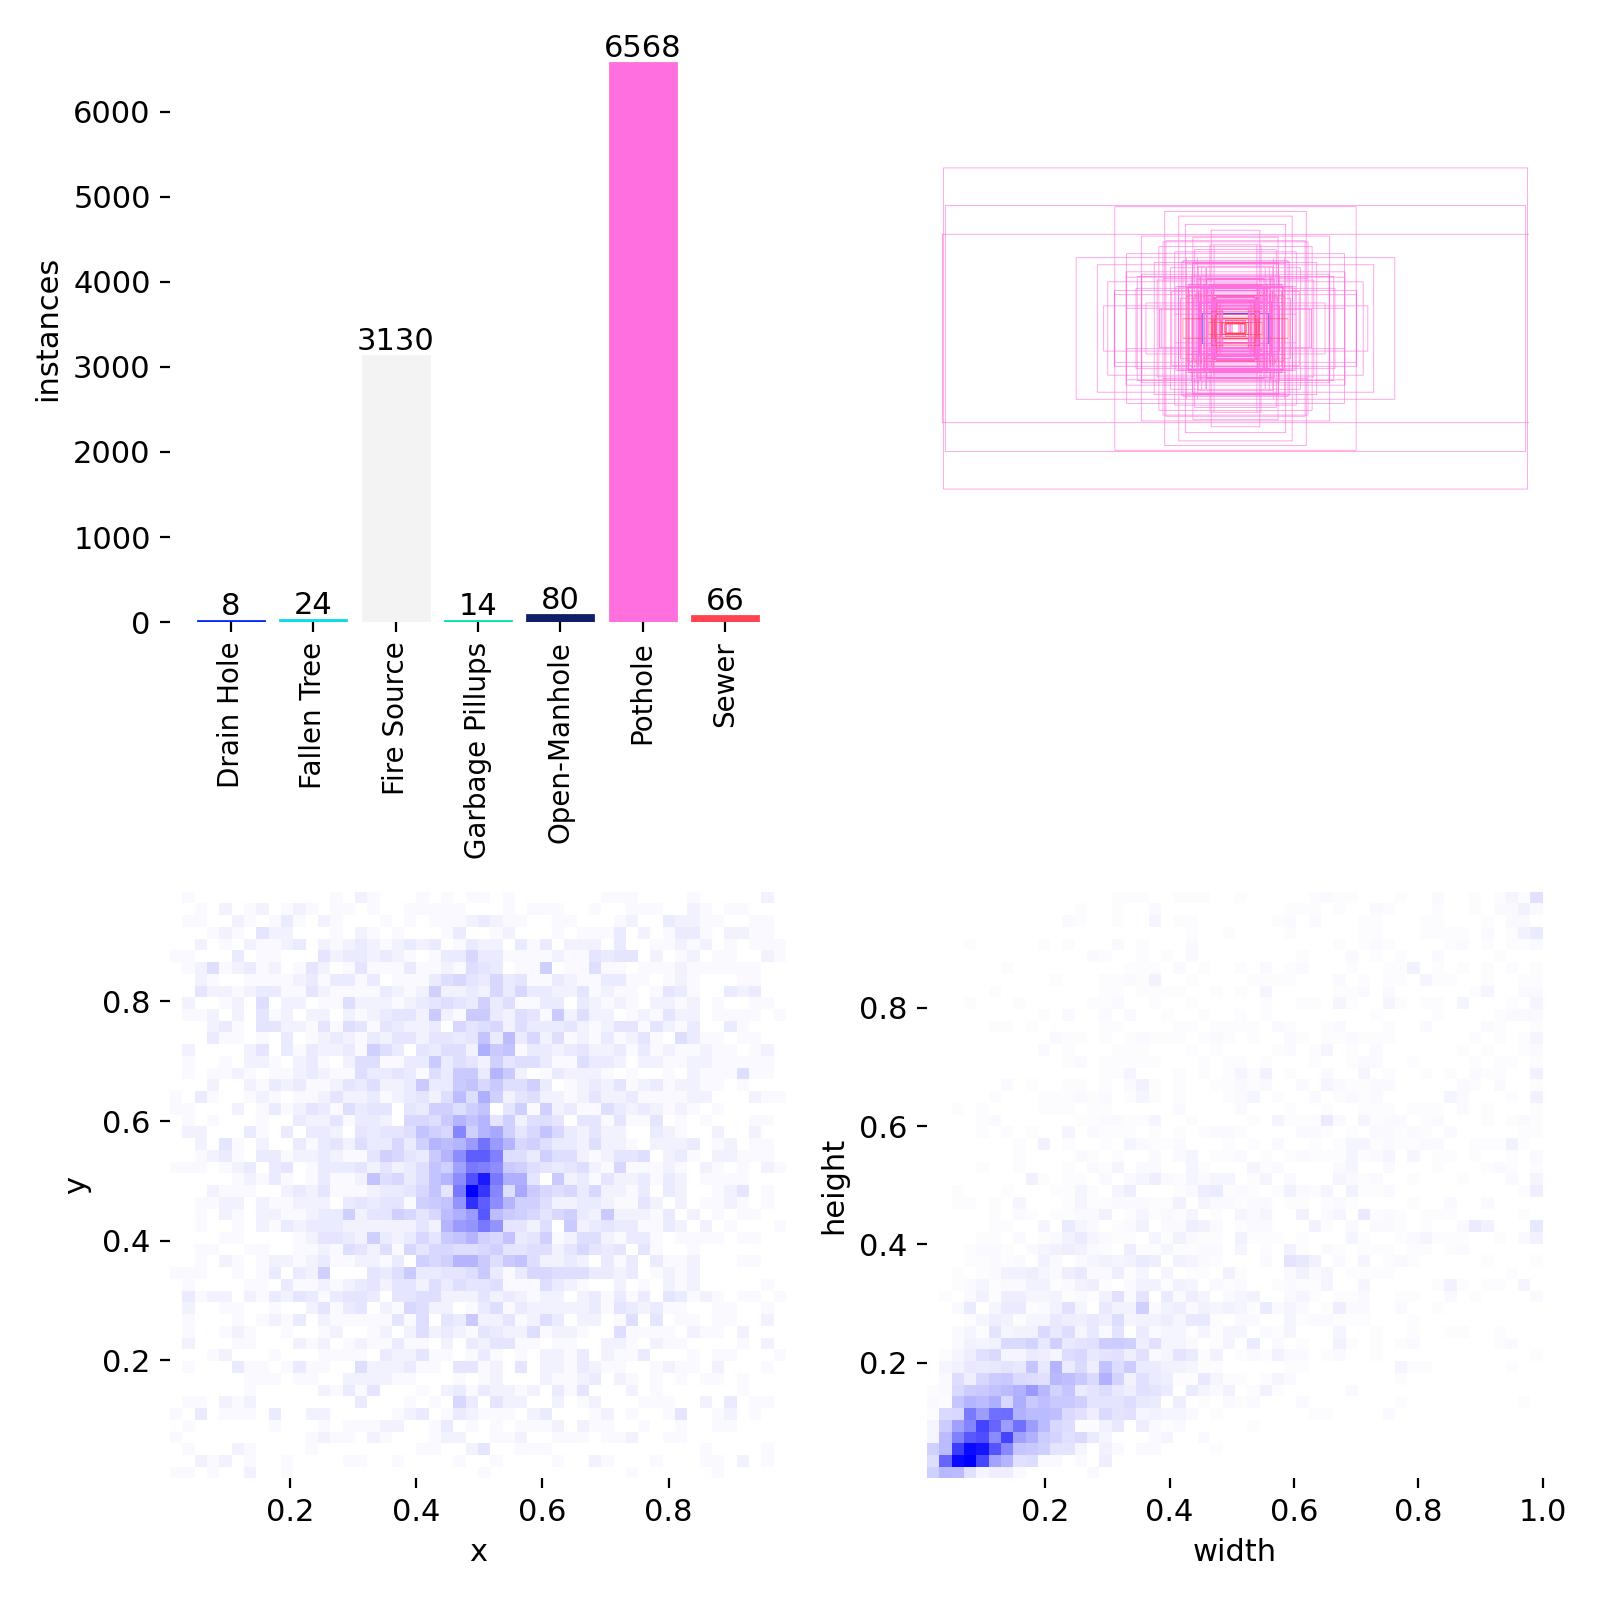 6568
6000
5000
4000
3130
3000
2000
1000
0
8
24
14
80
66
instances
Drain Hole
Fallen Tree
Fire Source
Garbage Pillups
Open-Manhole
Pothole
Sewer
0.8
0.6
0.4
0.2
y
0.2 0.4 0.6 0.8
x
0.8
0.6
0.4
0.2
height
0.2 0.4 0.6 0.8 1.0
width